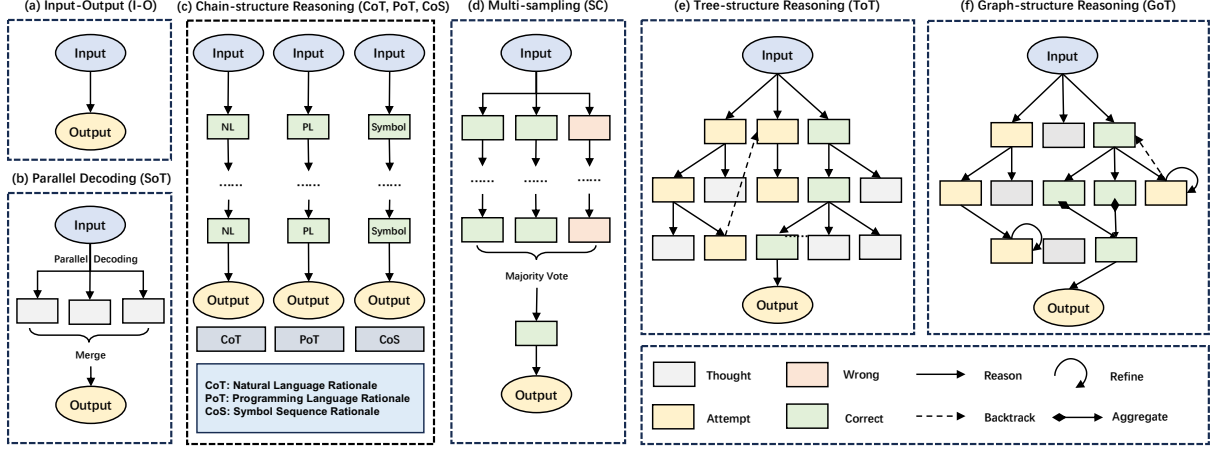 (a) Input-Output (I-O)
Input
Output
(b) Parallel Decoding (SoT)
Input
Parallel Decoding
Merge
Output
(c) Chain-structure Reasoning (CoT, PoT, CoS)
Input Input Input
NL PL Symbol
...... ...... ......
NL PL Symbol
Output Output Output
CoT PoT CoS
CoT: Natural Language Rationale
PoT: Programming Language Rationale
CoS: Symbol Sequence Rationale
(d) Multi-sampling (SC)
Input
...... ...... ......
Majority Vote
Output
(e) Tree-structure Reasoning (ToT)
Input
......
Output
(f) Graph-structure Reasoning (GoT)
Input
Output
Thought Wrong Reason Refine
Attempt Correct Backtrack Aggregate